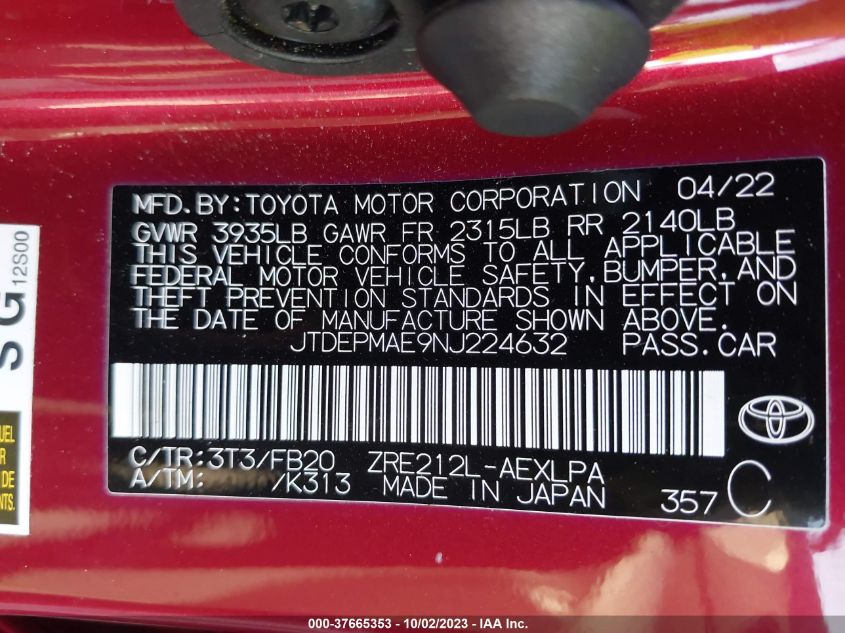 MFD. BY: TOYOTA MOTOR CORPORATION 04/22
GVWR 3935LB GAWR FR 2315LB RR 2140LB
THIS VEHICLE CONFORMS TO ALL APPLICABLE
FEDERAL MOTOR VEHICLE SAFETY, BUMPER, AND
THEFT PREVENTION STANDARDS IN EFFECT ON
THE DATE OF MANUFACTURE SHOWN ABOVE.
JTDEPMAE9NJ224632 PASS. CAR
C/TR: 3T3/FB20 ZRE212L-AEXLPA
A/TM: /K313 MADE IN JAPAN 357 C
SG
12S00
DE
000-37665353 - 10/02/2023 - IAA Inc.